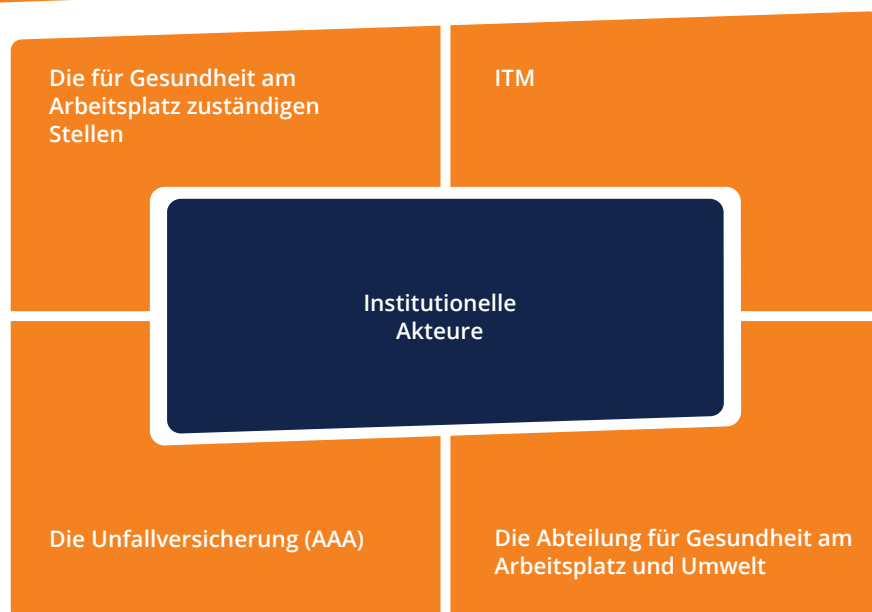 Die für Gesundheit am
Arbeitsplatz zuständigen
Stellen
ITM
Institutionelle
Akteure
Die Unfallversicherung (AAA)
Die Abteilung für Gesundheit am
Arbeitsplatz und Umwelt